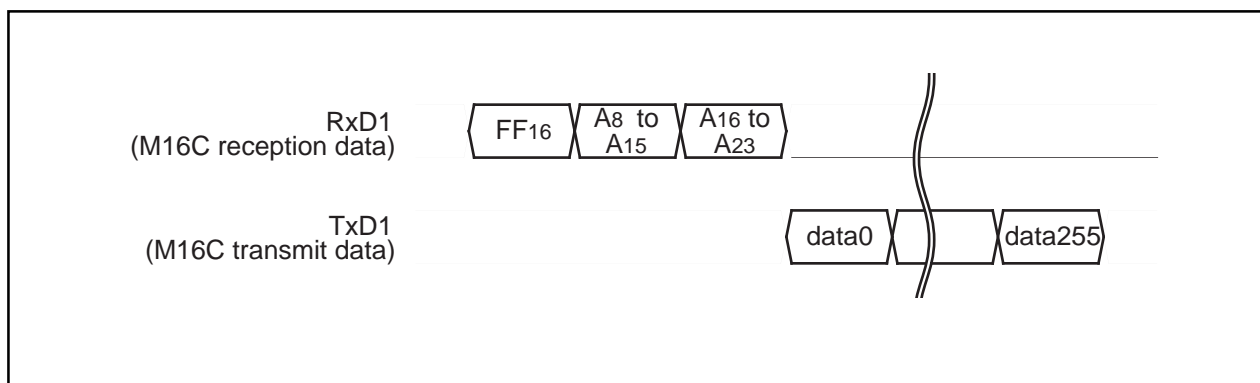 RxD1
(M16C reception data)
FF16
A8 to
A15
A16 to
A23
TxD1
(M16C transmit data)
data0
data255